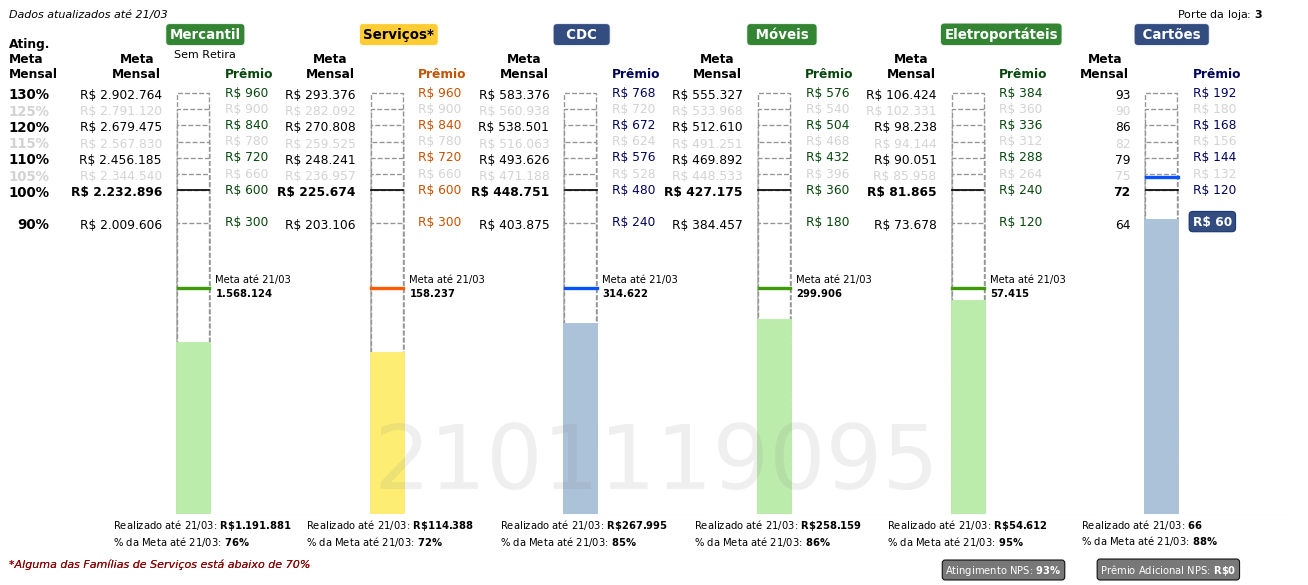 Dados atualizados até 21/03
Porte da loja: 3
Mercantil Serviços* CDC Móveis Eletroportáteis Cartões
Sem Retira
Ating. Meta Mensal
Meta Mensal Prêmio Meta Mensal Prêmio Meta Mensal Prêmio Meta Mensal Prêmio Meta Mensal Prêmio Meta Mensal Prêmio
130% R$ 2.902.764 R$ 960 R$ 293.376 R$ 960 R$ 583.376 R$ 768 R$ 555.327 R$ 576 R$ 106.424 R$ 384 93 R$ 192
125% R$ 2.791.120 R$ 900 R$ 282.092 R$ 900 R$ 560.938 R$ 720 R$ 533.968 R$ 540 R$ 102.331 R$ 360 90 R$ 180
120% R$ 2.679.475 R$ 840 R$ 270.808 R$ 840 R$ 538.501 R$ 672 R$ 512.610 R$ 504 R$ 98.238 R$ 336 86 R$ 168
115% R$ 2.567.830 R$ 780 R$ 259.525 R$ 780 R$ 516.063 R$ 624 R$ 491.251 R$ 468 R$ 94.144 R$ 312 82 R$ 156
110% R$ 2.456.185 R$ 720 R$ 248.241 R$ 720 R$ 493.626 R$ 576 R$ 469.892 R$ 432 R$ 90.051 R$ 288 79 R$ 144
105% R$ 2.344.540 R$ 660 R$ 236.957 R$ 660 R$ 471.188 R$ 528 R$ 448.533 R$ 396 R$ 85.958 R$ 264 75 R$ 132
100% R$ 2.232.896 R$ 600 R$ 225.674 R$ 600 R$ 448.751 R$ 480 R$ 427.175 R$ 360 R$ 81.865 R$ 240 72 R$ 120
90% R$ 2.009.606 R$ 300 R$ 203.106 R$ 300 R$ 403.875 R$ 240 R$ 384.457 R$ 180 R$ 73.678 R$ 120 64 R$ 60
Meta até 21/03 Meta até 21/03 Meta até 21/03 Meta até 21/03 Meta até 21/03
1.568.124 158.237 314.622 299.906 57.415
2101119095
Realizado até 21/03: R$1.191.881 Realizado até 21/03: R$114.388 Realizado até 21/03: R$267.995 Realizado até 21/03: R$258.159 Realizado até 21/03: R$54.612 Realizado até 21/03: 66
% da Meta até 21/03: 76% % da Meta até 21/03: 72% % da Meta até 21/03: 85% % da Meta até 21/03: 86% % da Meta até 21/03: 95% % da Meta até 21/03: 88%
*Alguma das Famílias de Serviços está abaixo de 70%
Atingimento NPS: 93% Prêmio Adicional NPS: R$0